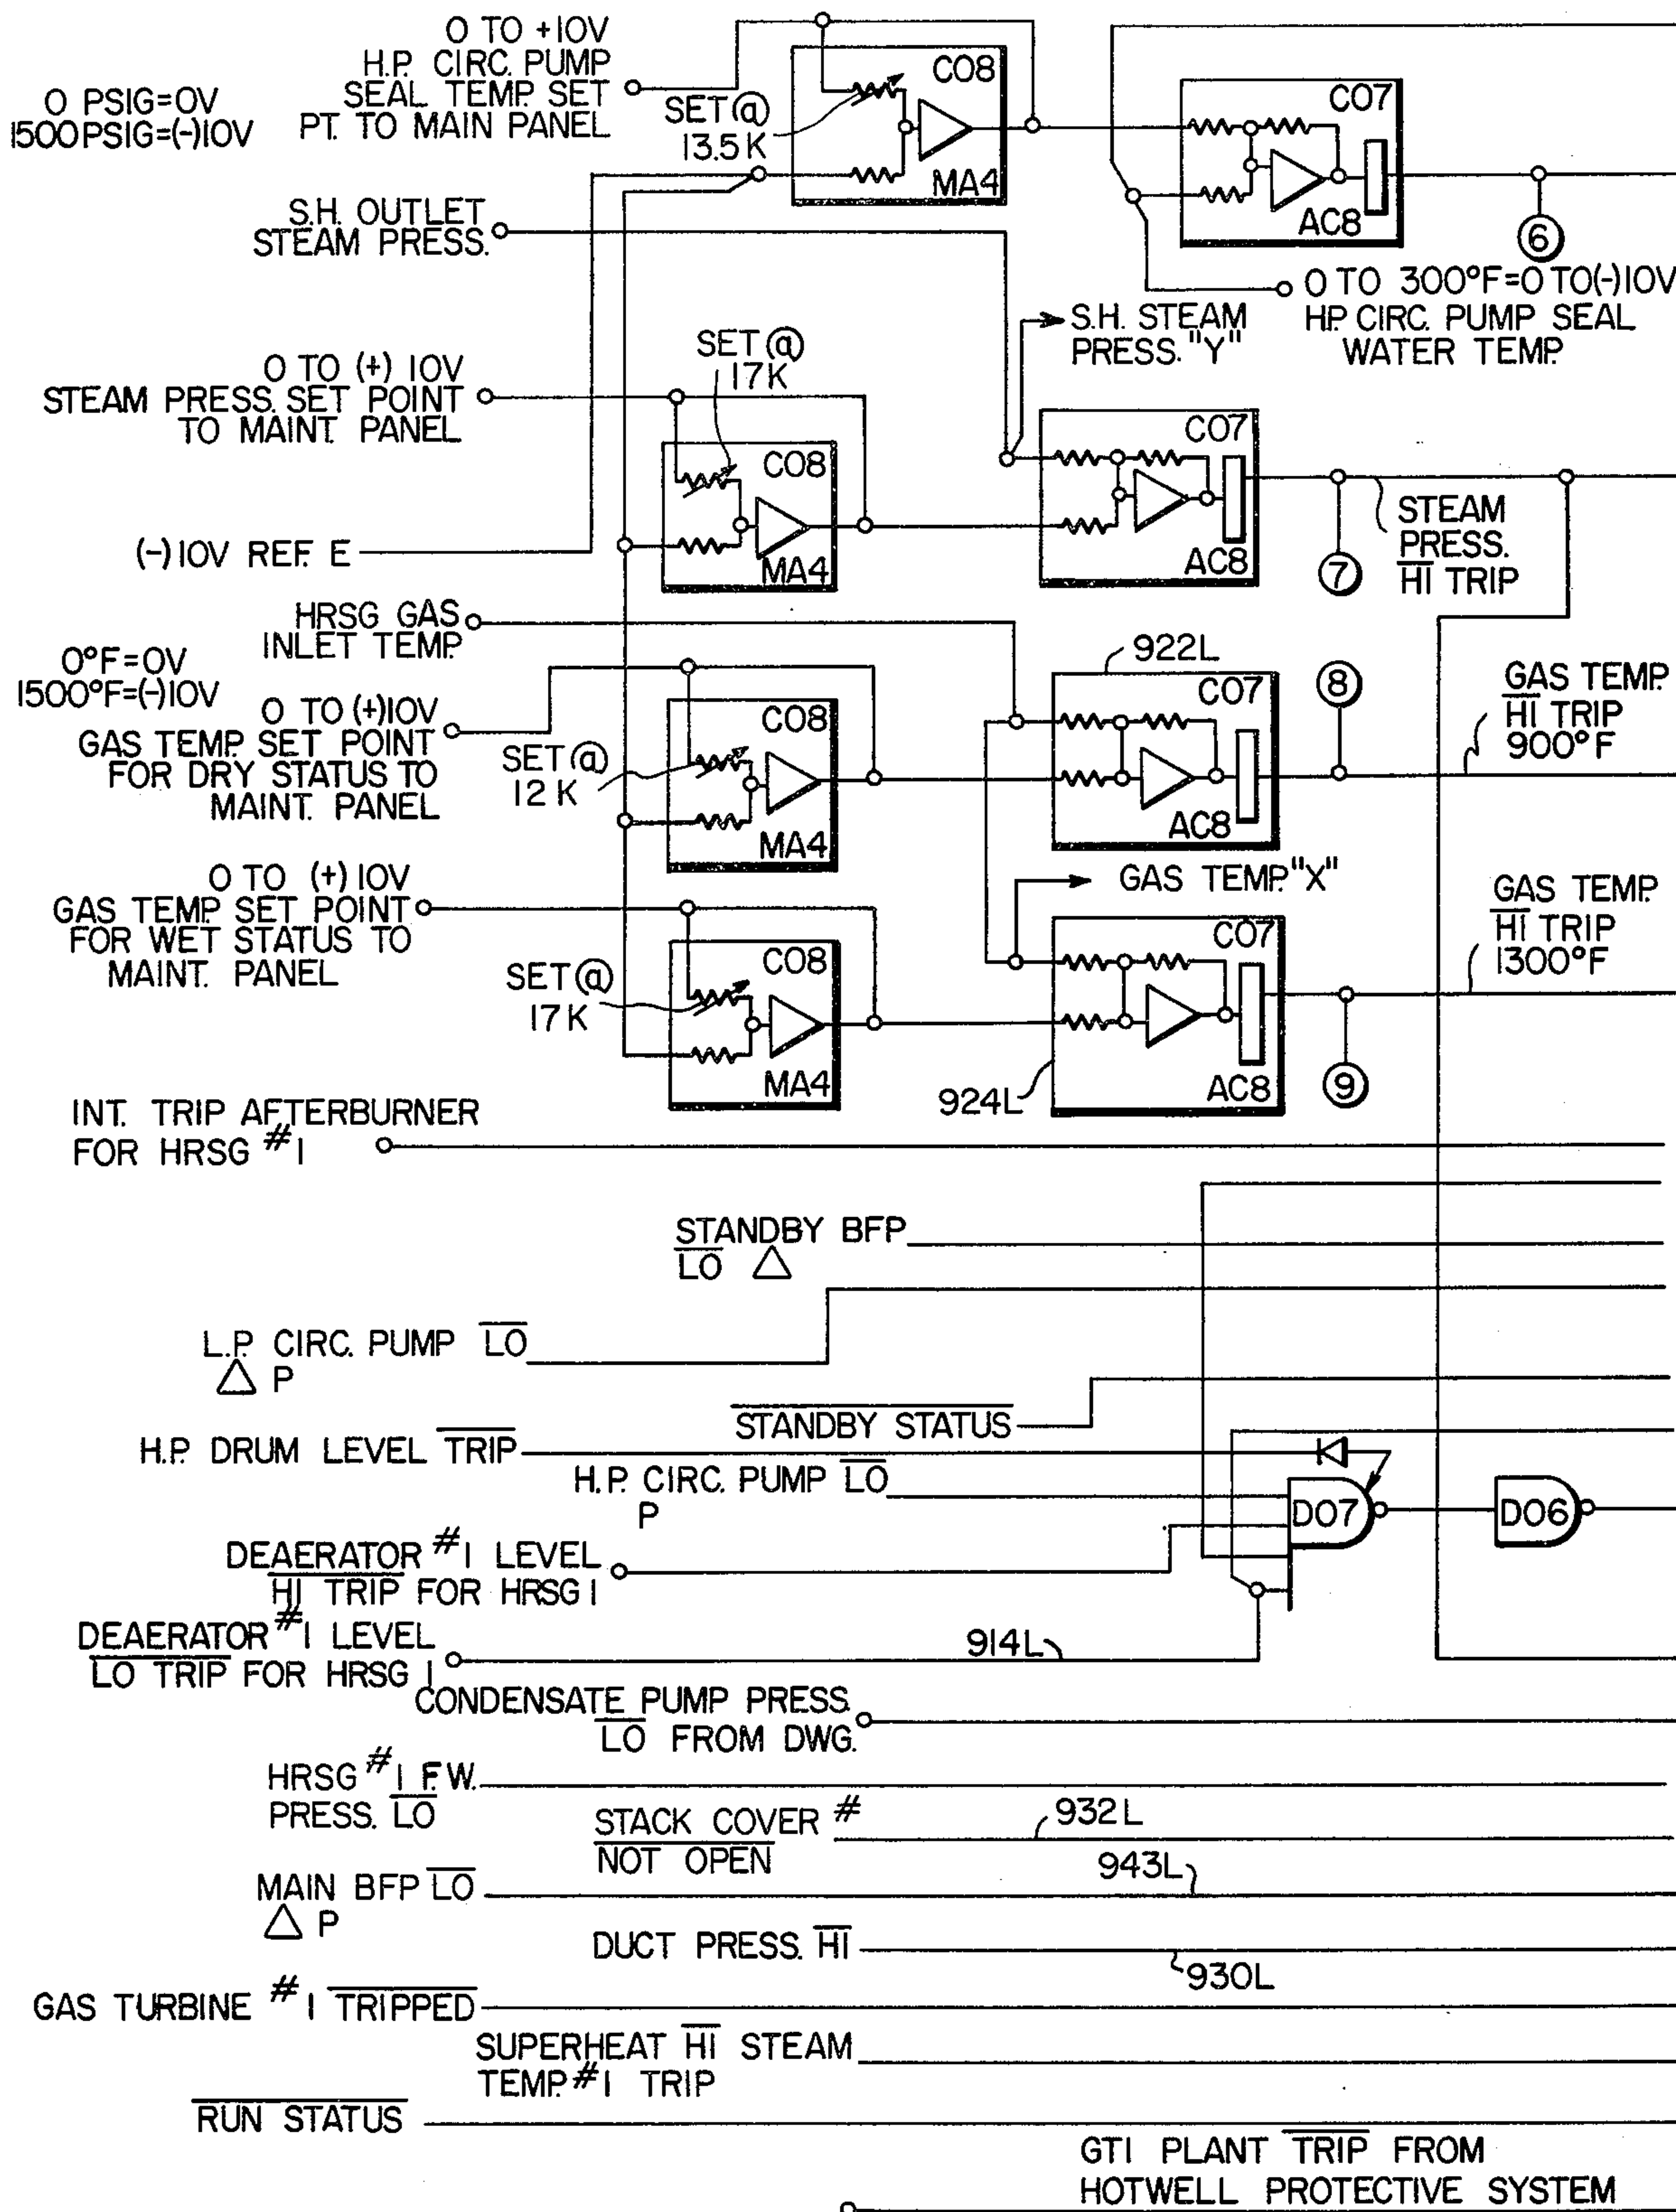 0 TO +10V
H.P. CIRC. PUMP
SEAL TEMP. SET
PT. TO MAIN PANEL
0 PSIG=0V
1500PSIG=(-)10V
SET@
13.5K
C08
MA4
C07
AC8
6
S.H. OUTLET
STEAM PRESS.
0 TO 300°F=0 TO(-)10V
H.P. CIRC. PUMP SEAL
WATER TEMP.
S.H. STEAM
PRESS. "Y"
SET@
17K
0 TO (+) 10V
STEAM PRESS. SET POINT
TO MAINT. PANEL
C08
MA4
C07
AC8
7
STEAM
PRESS.
HI TRIP
(-)10V REF. E
HRSG GAS
INLET TEMP.
0°F=0V
1500°F=(-)10V
0 TO (+)10V
GAS TEMP. SET POINT
FOR DRY STATUS TO
MAINT. PANEL
SET@
12K
C08
MA4
922L
C07
AC8
8
GAS TEMP.
HI TRIP
900°F
GAS TEMP. "X"
0 TO (+) 10V
GAS TEMP. SET POINT
FOR WET STATUS TO
MAINT. PANEL
SET@
17K
C08
MA4
924L
C07
AC8
9
GAS TEMP.
HI TRIP
1300°F
INT. TRIP AFTERBURNER
FOR HRSG #1
STANDBY BFP
LO △
L.P. CIRC. PUMP LO
△ P
STANDBY STATUS
H.P. DRUM LEVEL TRIP
H.P. CIRC. PUMP LO
P
D07
D06
DEAERATOR #1 LEVEL
HI TRIP FOR HRSG 1
DEAERATOR #1 LEVEL
LO TRIP FOR HRSG 1
914L
CONDENSATE PUMP PRESS.
LO FROM DWG.
HRSG #1 F.W.
PRESS. LO
STACK COVER #
NOT OPEN
932L
MAIN BFP LO
△ P
943L
DUCT PRESS. HI
930L
GAS TURBINE #1 TRIPPED
SUPERHEAT HI STEAM
TEMP. #1 TRIP
RUN STATUS
GT1 PLANT TRIP FROM
HOTWELL PROTECTIVE SYSTEM